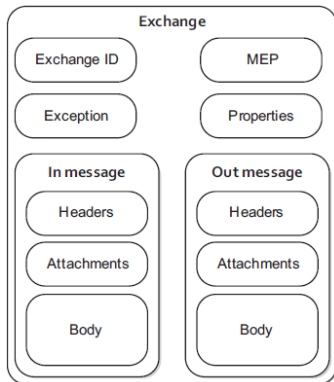 Exchange
Exchange ID
MEP
Exception
Properties
In message
Out message
Headers
Headers
Attachments
Attachments
Body
Body